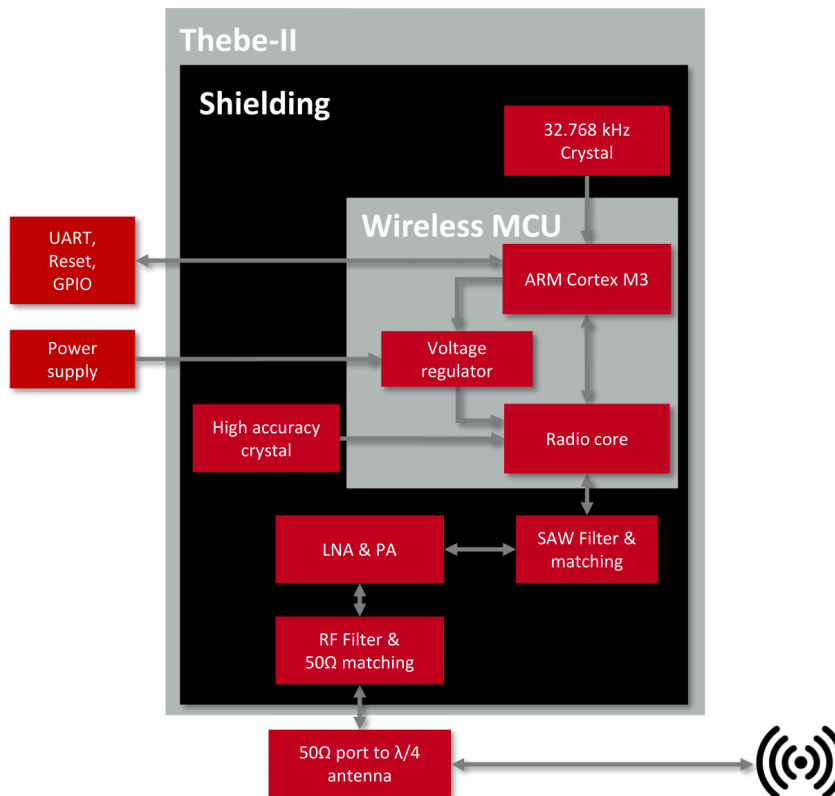 Thebe-II
Shielding
32.768 kHz
Crystal
Wireless MCU
UART,
Reset,
GPIO
ARM Cortex M3
Power
supply
Voltage
regulator
High accuracy
crystal
Radio core
LNA & PA
SAW Filter &
matching
RF Filter &
50Ω matching
50Ω port to λ/4
antenna